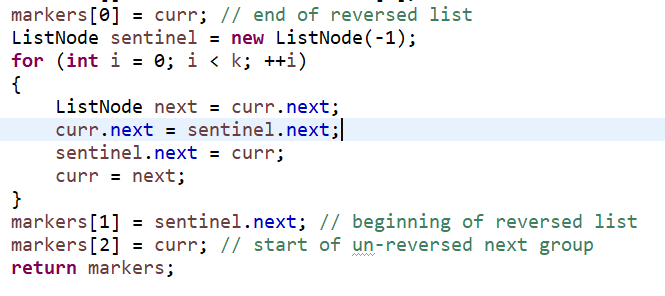 markers[0] = curr; // end of reversed list
ListNode sentinel = new ListNode(-1);
for (int i = 0; i < k; ++i)
{
    ListNode next = curr.next;
    curr.next = sentinel.next;
    sentinel.next = curr;
    curr = next;
}
markers[1] = sentinel.next; // beginning of reversed list
markers[2] = curr; // start of un-reversed next group
return markers;